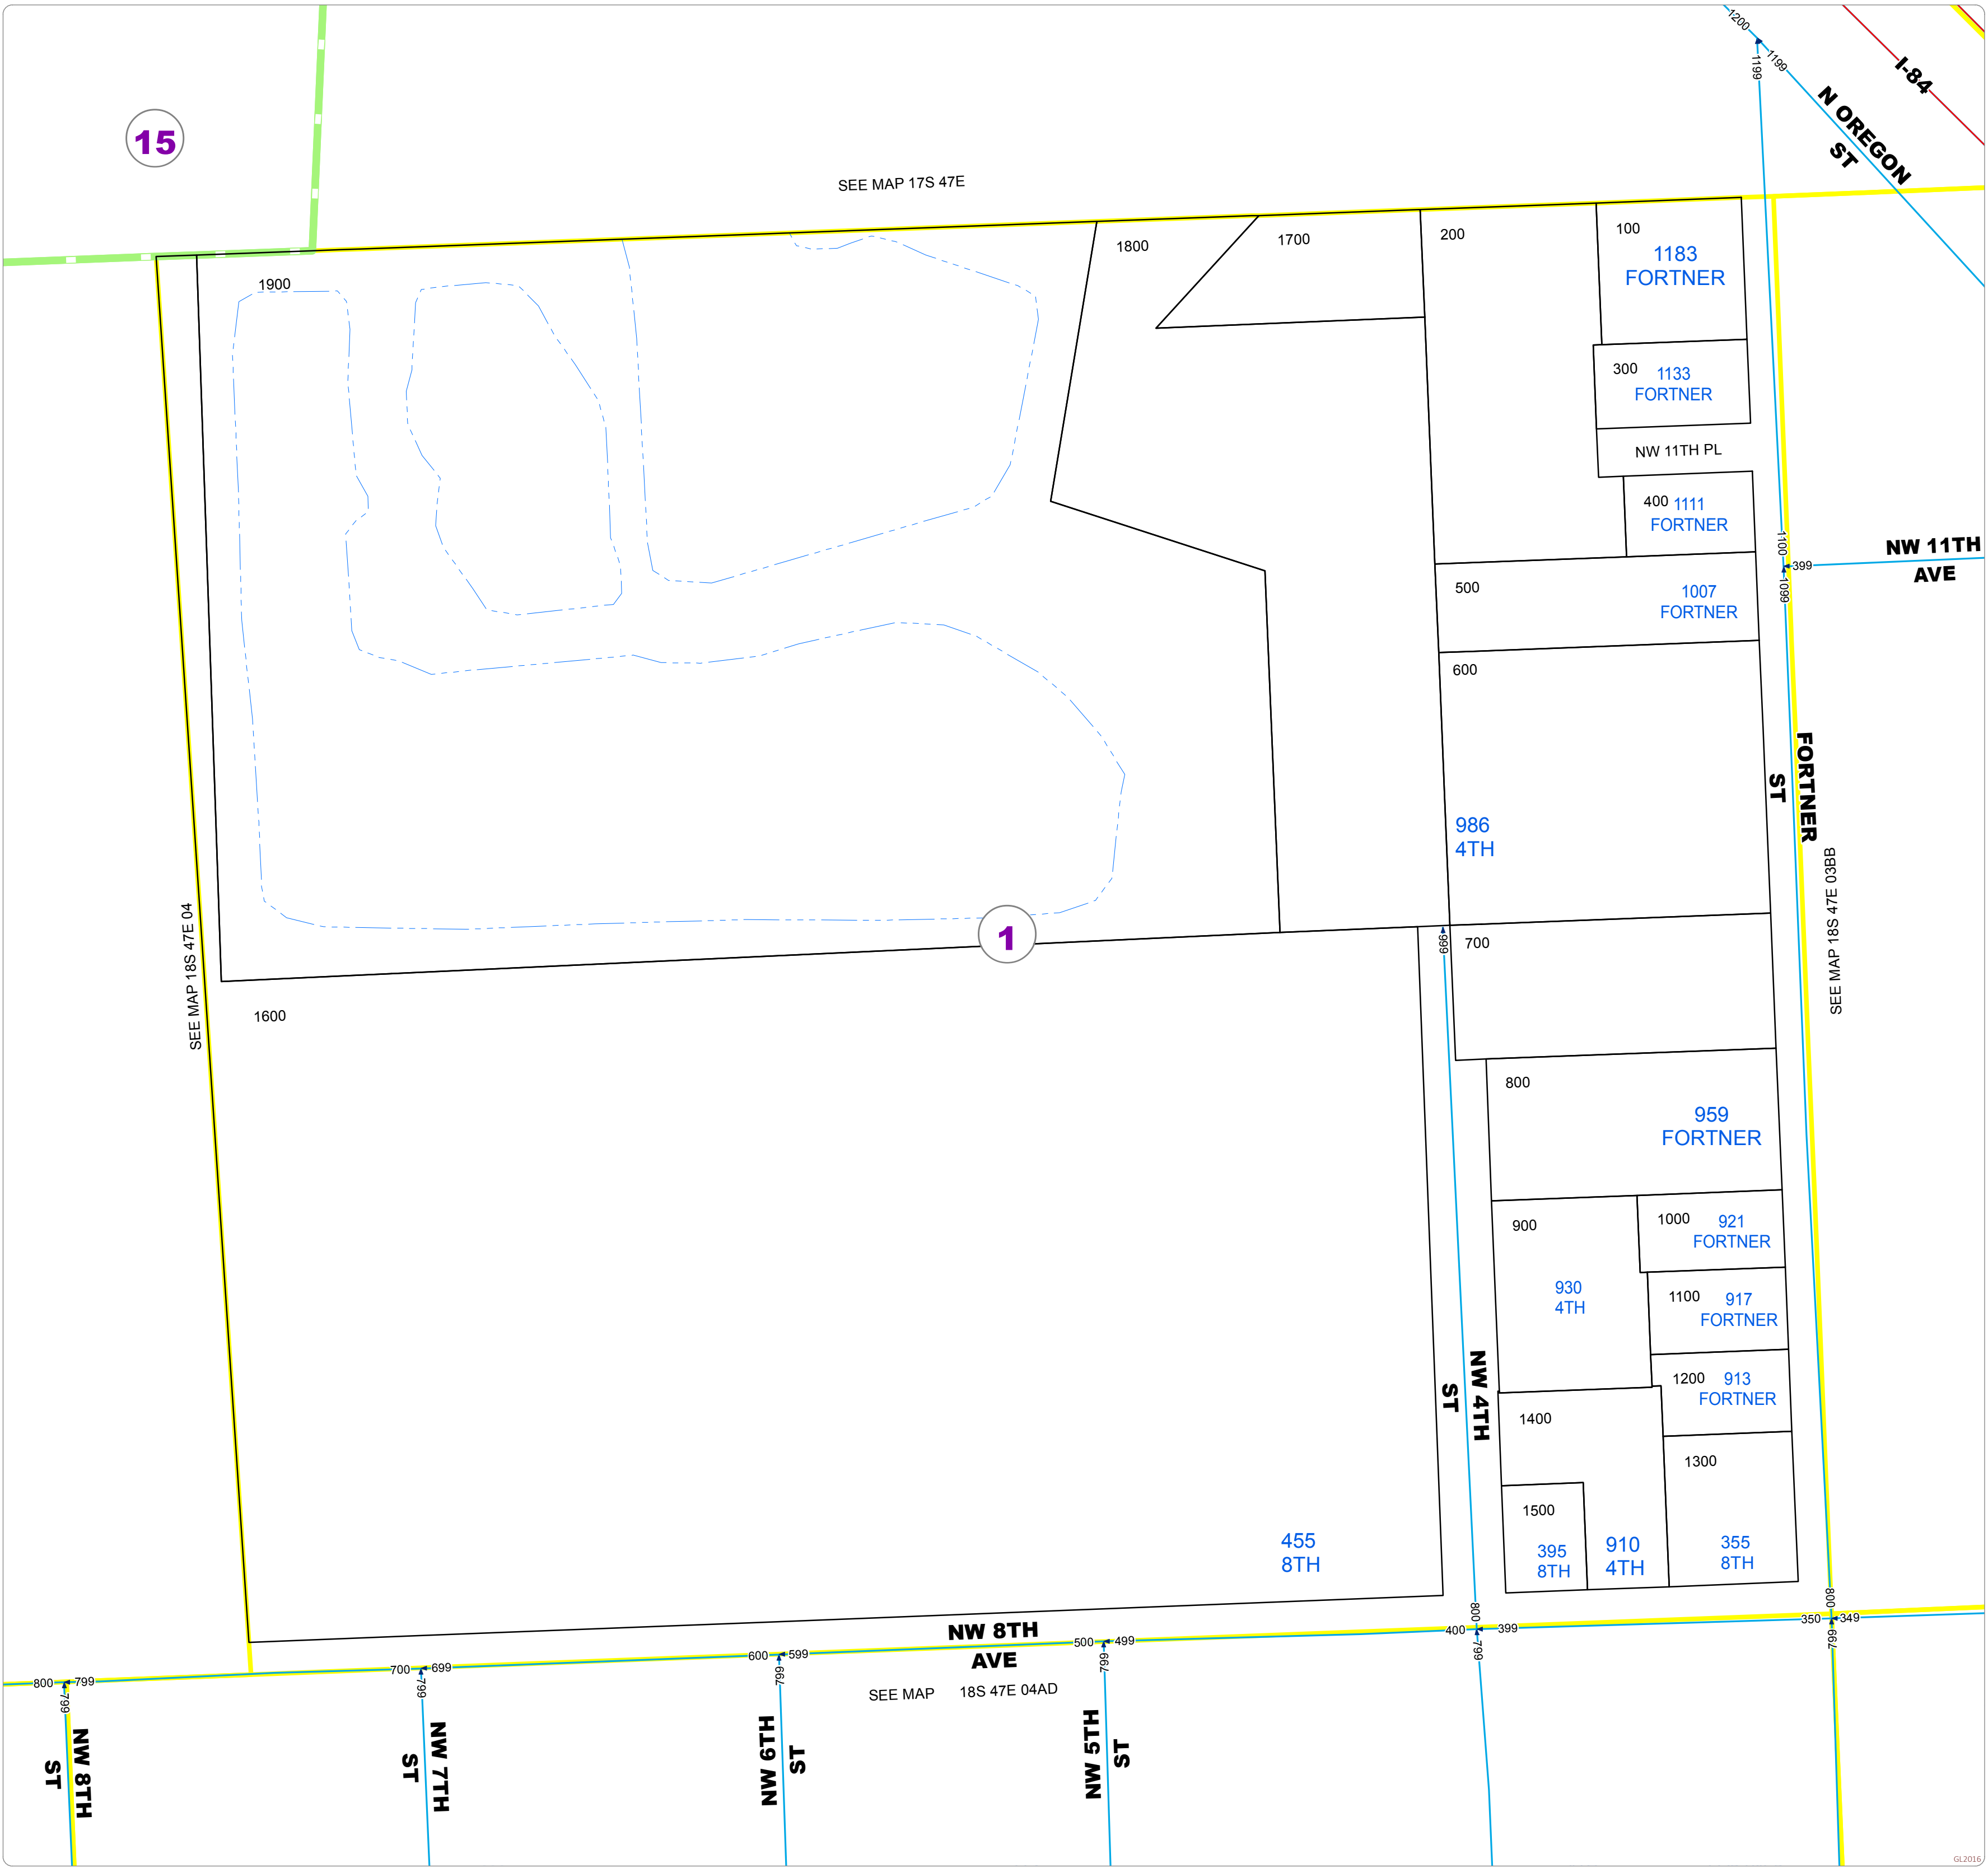 1200
1199
1199
I-84
N OREGON
ST
15
SEE MAP 17S 47E
1900
1800
1700
200
100
1183
FORTNER
300
1133
FORTNER
NW 11TH PL
400
1111
FORTNER
1100
399
1099
NW 11TH
AVE
500
1007
FORTNER
600
986
4TH
FORTNER
ST
SEE MAP 18S 47E 03BB
SEE MAP 18S 47E 04
1
999
700
1600
800
959
FORTNER
900
930
4TH
1000
921
FORTNER
1100
917
FORTNER
1200
913
FORTNER
NW 4TH
ST
1400
1300
1500
395
8TH
910
4TH
355
8TH
455
8TH
NW 8TH
AVE
SEE MAP 18S 47E 04AD
800
799
799
700
699
799
600
599
799
500
499
799
400
399
800
799
350
349
800
799
NW 8TH
ST
NW 7TH
ST
NW 6TH
ST
NW 5TH
ST
GL2016